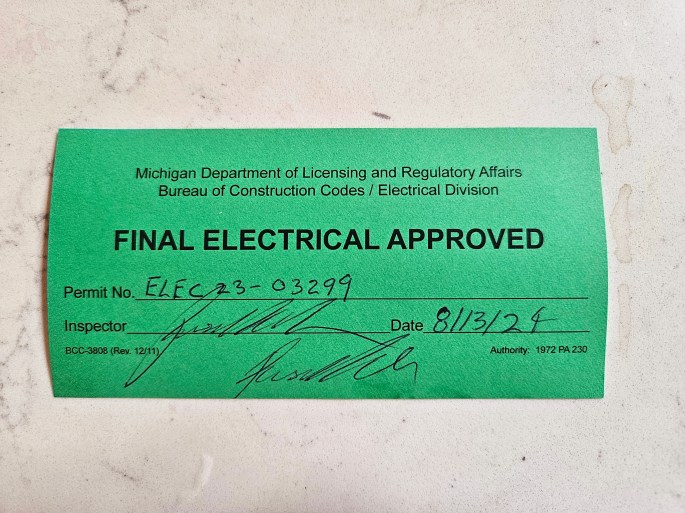 Michigan Department of Licensing and Regulatory Affairs
Bureau of Construction Codes / Electrical Division
FINAL ELECTRICAL APPROVED
Permit No. ELEC23-03299
Inspector Date 8/13/24
BCC-3808 (Rev. 12/11) Authority: 1972 PA 230